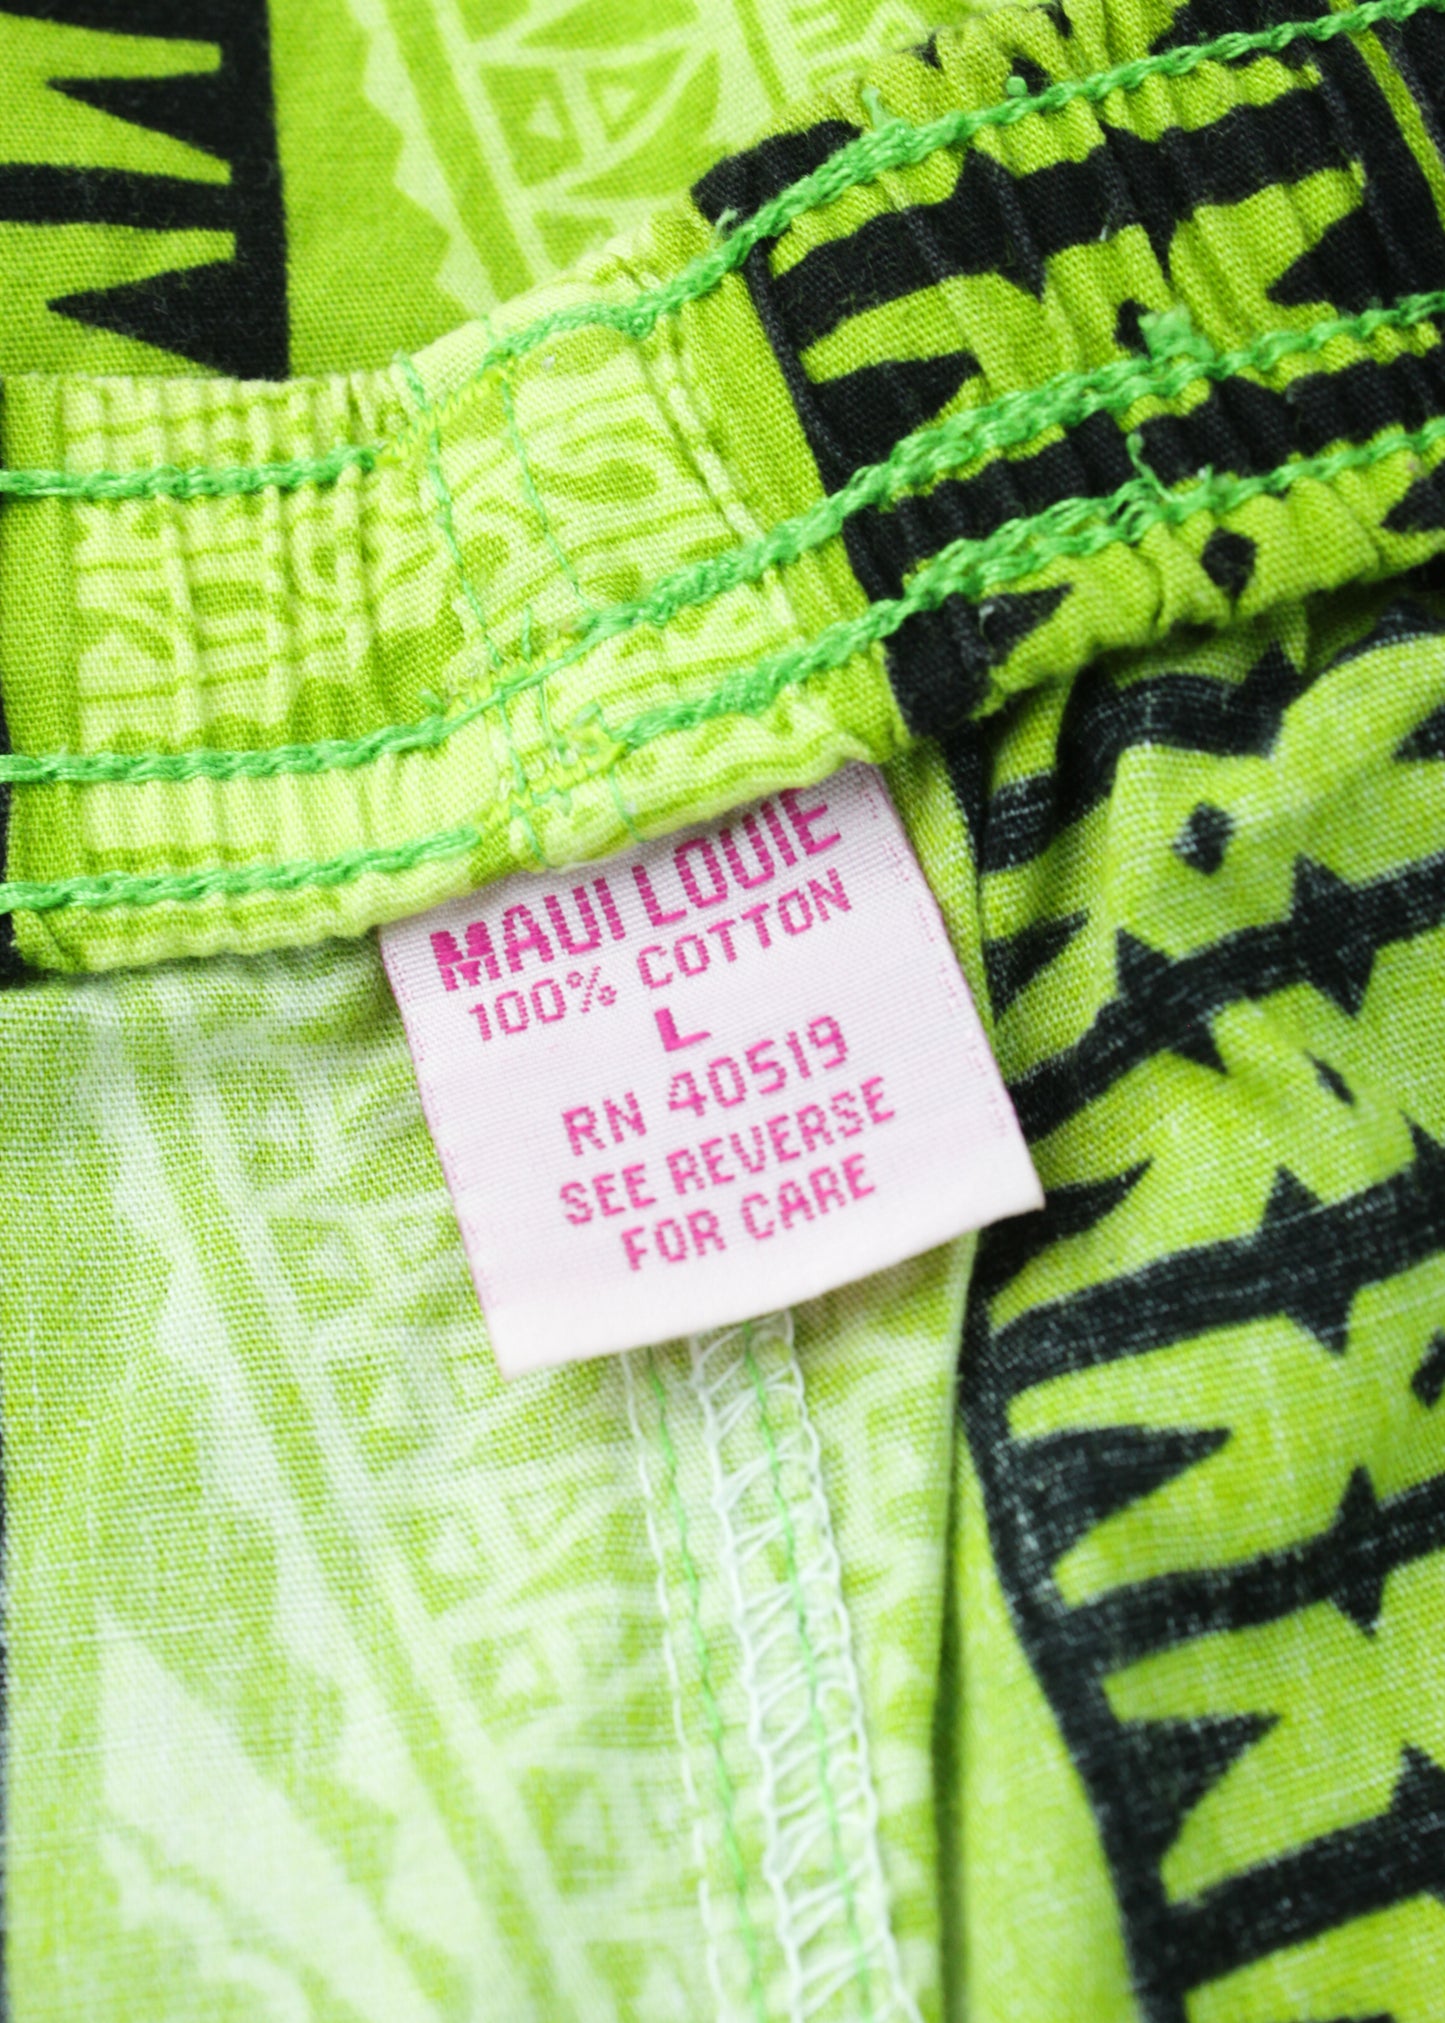 MAUI LOUIE
100% COTTON
L
RN 40519
SEE REVERSE
FOR CARE